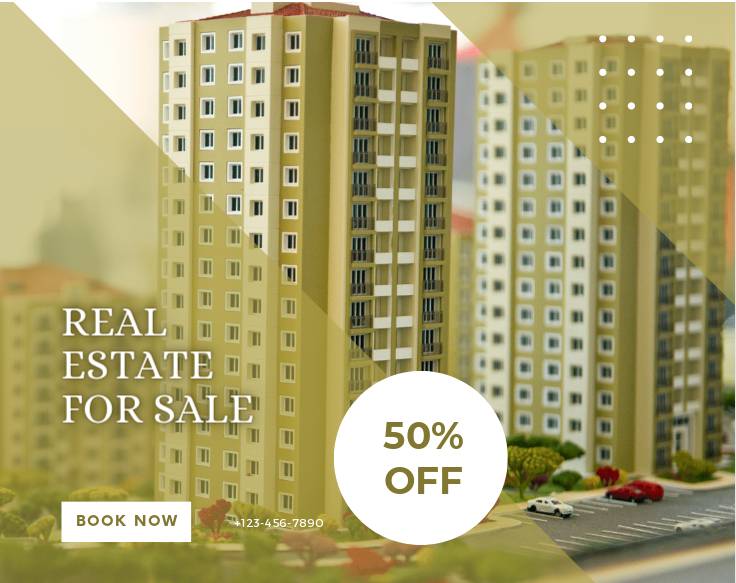 REAL
ESTATE
FOR SALE
50%
OFF
BOOK NOW
+123-456-7890